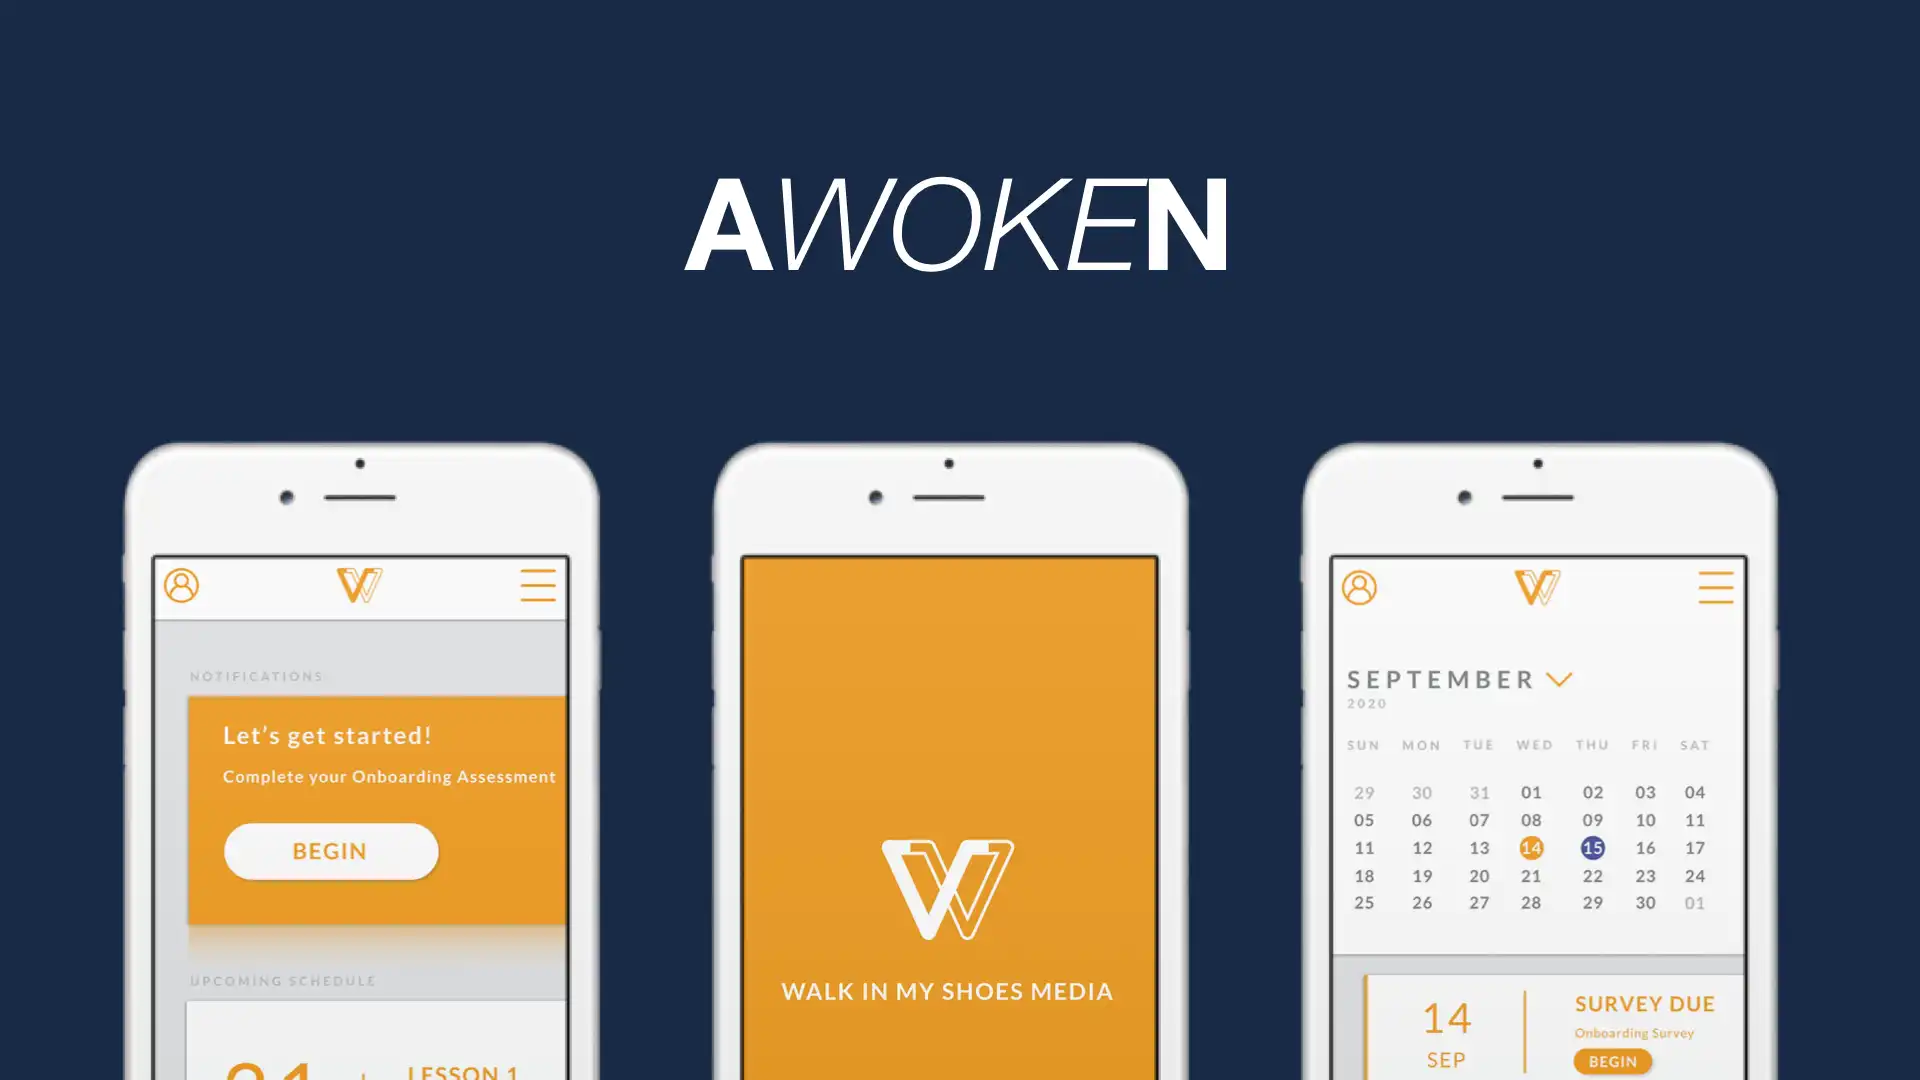 AWOKEN
NOTIFICATIONS
Let's get started!
Complete your Onboarding Assessment
BEGIN
UPCOMING SCHEDULE
LESSON 1
WALK IN MY SHOES MEDIA
SEPTEMBER
2020
SUN MON TUE WED THU FRI SAT
29 30 31 01 02 03 04
05 06 07 08 09 10 11
11 12 13 14 15 16 17
18 19 20 21 22 23 24
25 26 27 28 29 30 01
14
SEP
SURVEY DUE
Onboarding Survey
BEGIN